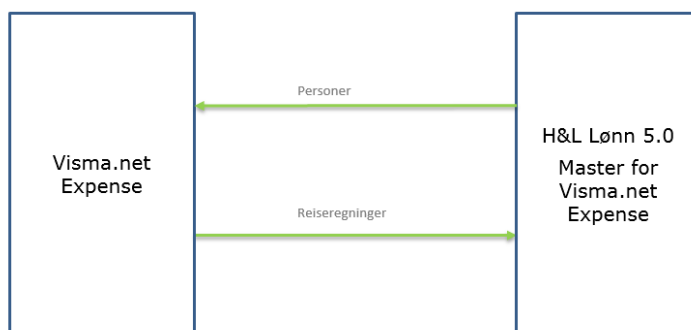 Personer
Visma.net
Expense
H&L Lønn 5.0
Master for
Visma.net
Expense
Reiseregninger